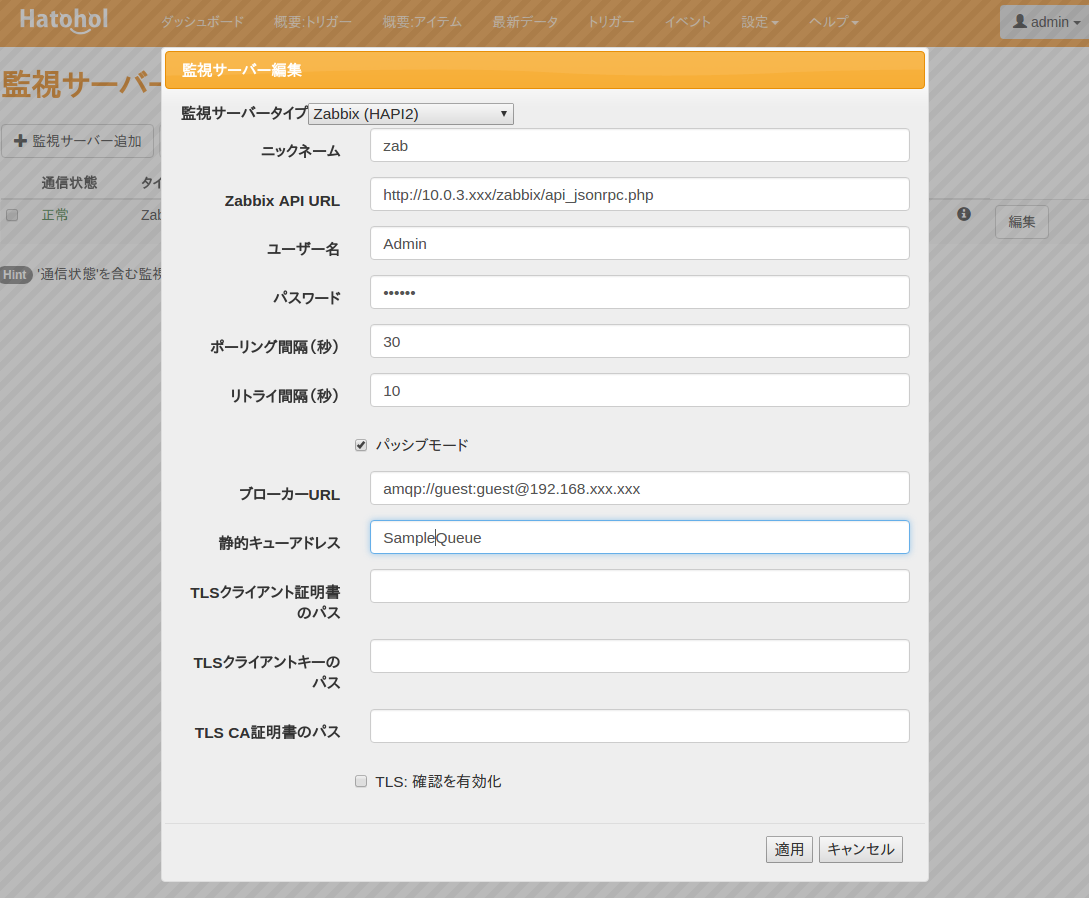 Hatohol ダッシュボード 概要:トリガー 概要:アイテム 最新データ トリガー イベント 設定 ヘルプ admin
監視サーバー編集
監視サーバー
監視サーバータイプ Zabbix (HAPI2)
監視サーバー追加
ニックネーム zab
通信状態 タイ
Zabbix API URL http://10.0.3.xxx/zabbix/api_jsonrpc.php
正常 Zab 編集
ユーザー名 Admin
Hint '通信状態'を含む監視
パスワード ••••••
ポーリング間隔(秒) 30
リトライ間隔(秒) 10
パッシブモード
ブローカーURL amqp://guest:guest@192.168.xxx.xxx
静的キューアドレス SampleQueue
TLSクライアント証明書
のパス
TLSクライアントキーの
パス
TLS CA証明書のパス
TLS: 確認を有効化
適用 キャンセル